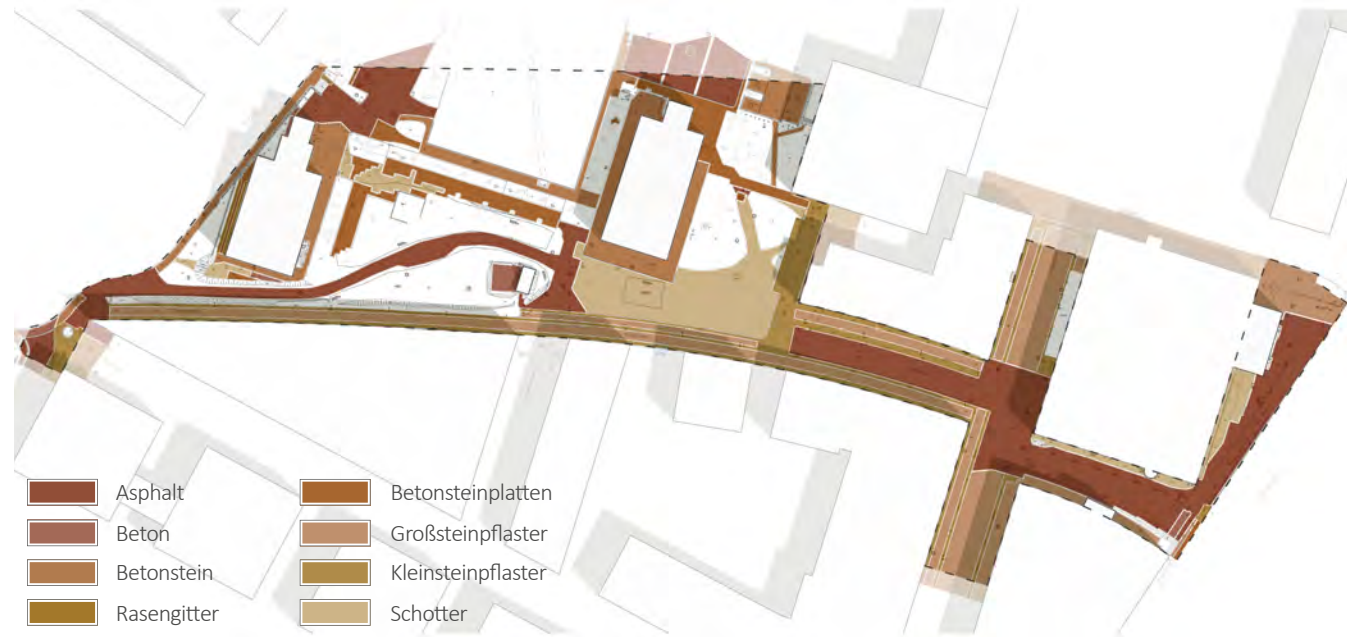 Asphalt
Beton
Betonstein
Rasengitter
Betonsteinplatten
Großsteinpflaster
Kleinsteinpflaster
Schotter